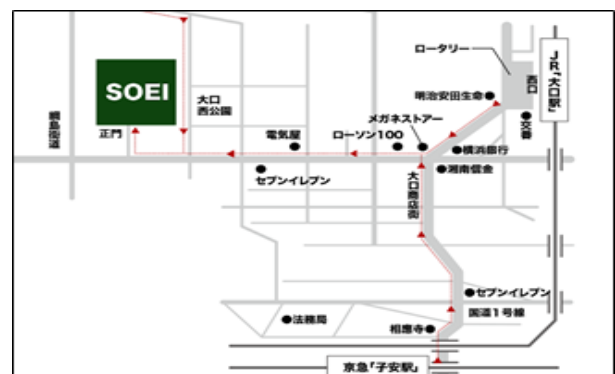 ロータリー
JR「大口駅」
西口
SOEI
明治安田生命
大口
西公園
交番
綱島街道
正門
電気屋
ローソン100
メガネストアー
横浜銀行
湘南信金
セブンイレブン
大口商店街
セブンイレブン
国道1号線
法務局
相應寺
京急「子安駅」